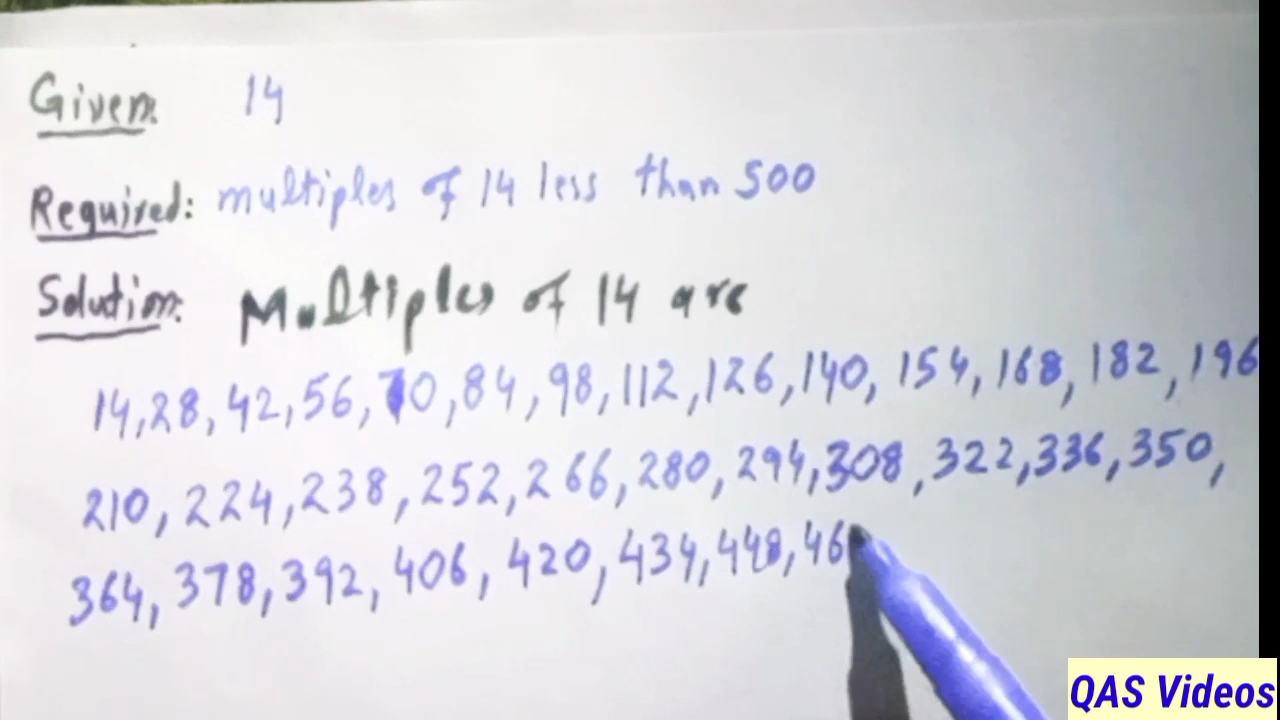 Given: 14
Required: multiples of 14 less than 500
Solution: Multiples of 14 are
14,28,42,56,70,84,98,112,126,140,154,168,182,196
210,224,238,252,266,280,294,308,322,336,350,
364,378,392,406,420,434,448,46
QAS Videos